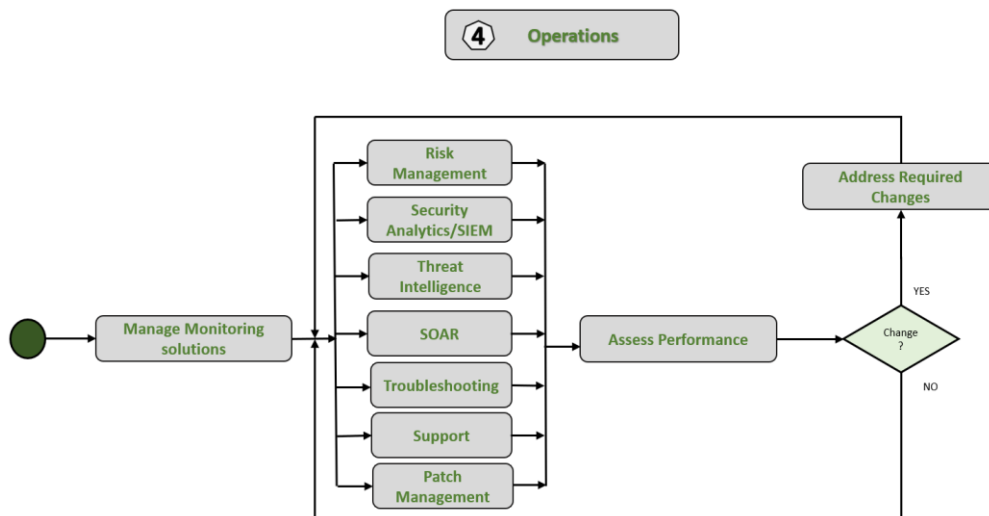 4 Operations
Risk
Management
Security
Analytics/SIEM
Threat
Intelligence
SOAR
Troubleshooting
Support
Patch
Management
Manage Monitoring
solutions
Assess Performance
Change
?
YES
NO
Address Required
Changes